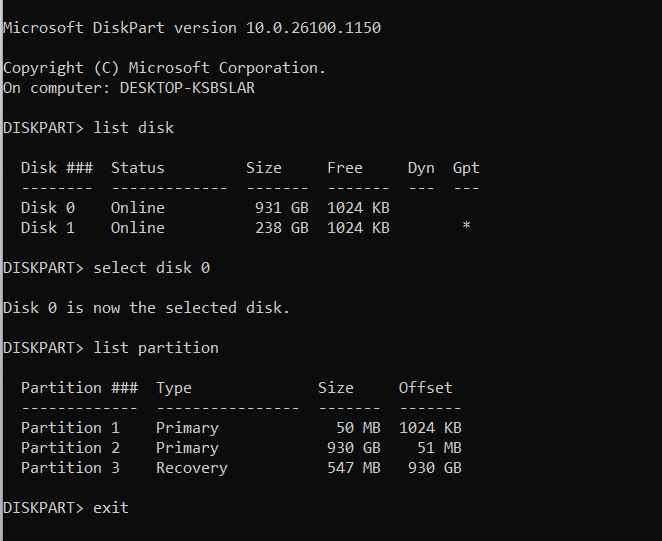 Microsoft DiskPart version 10.0.26100.1150
Copyright (C) Microsoft Corporation.
On computer: DESKTOP-KSBSLAR
DISKPART> list disk
  Disk ###  Status         Size     Free     Dyn  Gpt
  --------  -------------  -------  -------  ---  ---
  Disk 0    Online          931 GB  1024 KB
  Disk 1    Online          238 GB  1024 KB        *
DISKPART> select disk 0
Disk 0 is now the selected disk.
DISKPART> list partition
  Partition ###  Type              Size     Offset
  -------------  ----------------  -------  -------
  Partition 1    Primary             50 MB  1024 KB
  Partition 2    Primary            930 GB    51 MB
  Partition 3    Recovery           547 MB   930 GB
DISKPART> exit